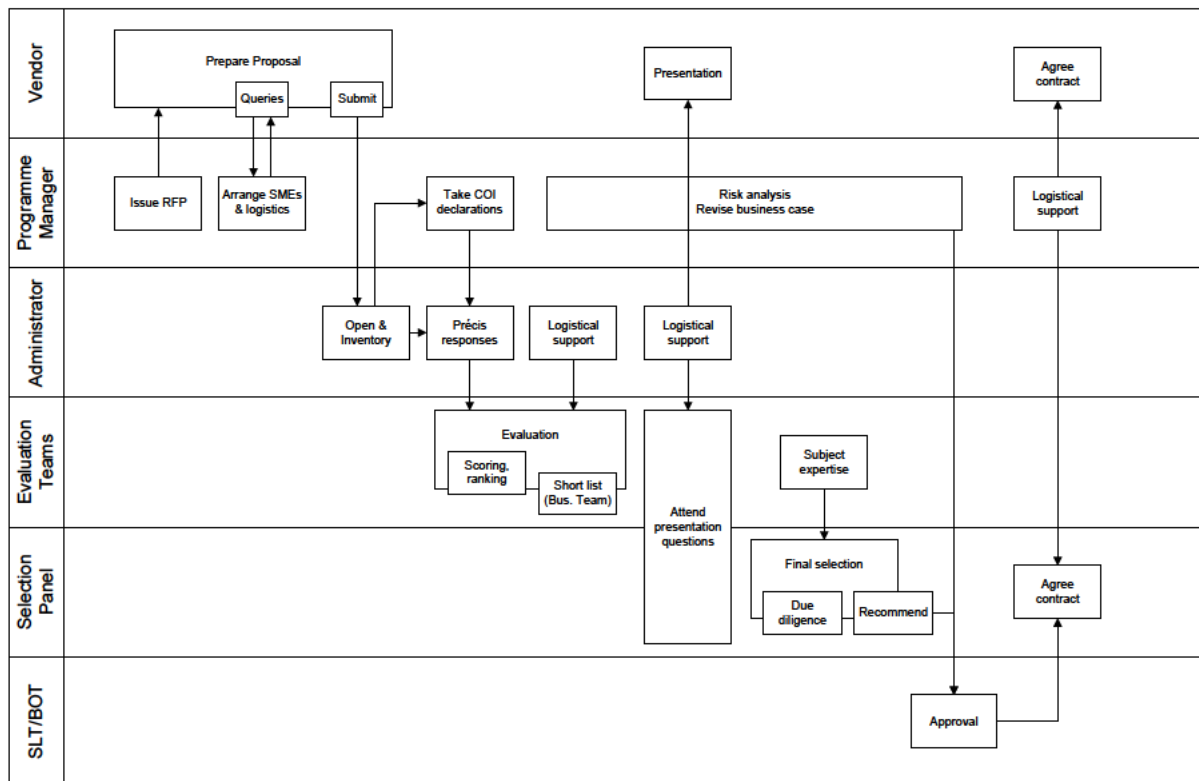 Vendor
Prepare Proposal
Queries
Submit
Presentation
Agree
contract
Programme
Manager
Issue RFP
Arrange SMEs
& logistics
Take COI
declarations
Risk analysis
Revise business case
Logistical
support
Administrator
Open &
Inventory
Précis
responses
Logistical
support
Logistical
support
Evaluation
Teams
Evaluation
Scoring,
ranking
Short list
(Bus. Team)
Attend
presentation
questions
Subject
expertise
Selection
Panel
Final selection
Due
diligence
Recommend
Agree
contract
SLT/BOT
Approval